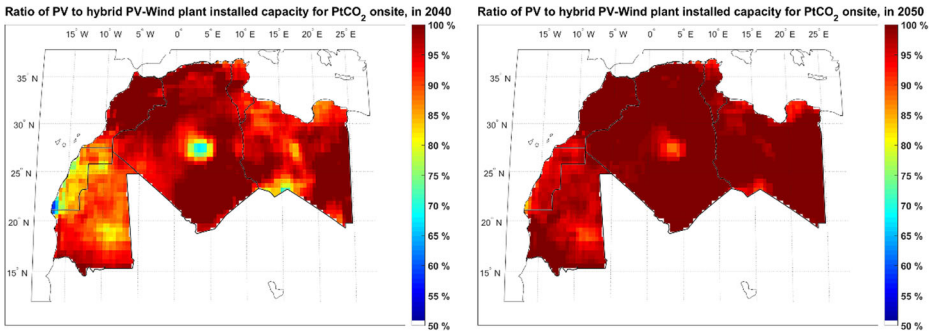 Ratio of PV to hybrid PV-Wind plant installed capacity for PtCO2 onsite, in 2040
15°W 10°W 5°W 0°E 5°E 10°E 15°E 20°E 25°E
35°N
30°N
25°N
20°N
15°N
100 %
95 %
90 %
85 %
80 %
75 %
70 %
65 %
60 %
55 %
50 %
Ratio of PV to hybrid PV-Wind plant installed capacity for PtCO2 onsite, in 2050
15°W 10°W 5°W 0°E 5°E 10°E 15°E 20°E 25°E
35°N
30°N
25°N
20°N
15°N
100 %
95 %
90 %
85 %
80 %
75 %
70 %
65 %
60 %
55 %
50 %